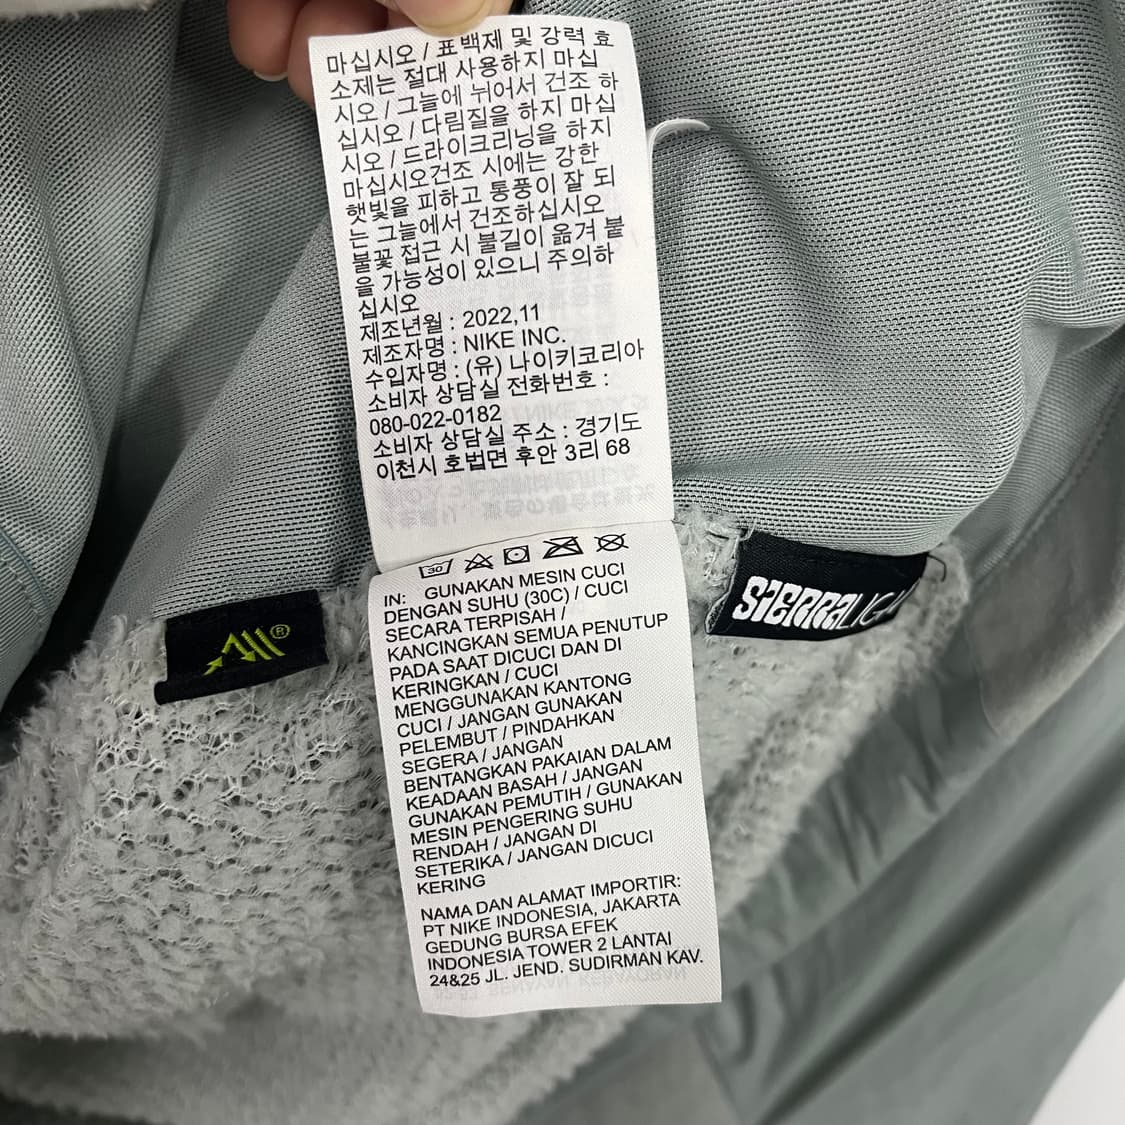 마십시오 / 표백제 및 강력 효
소제는 절대 사용하지 마십
시오 / 그늘에 뉘어서 건조 하
십시오 / 다림질을 하지 마십
시오 / 드라이크리닝을 하지
마십시오건조 시에는 강한
햇빛을 피하고 통풍이 잘 되
는 그늘에서 건조하십시오
불꽃 접근 시 불길이 옮겨 붙
을 가능성이 있으니 주의하
십시오
제조년월 : 2022,11
제조자명 : NIKE INC.
수입자명 : (유) 나이키코리아
소비자 상담실 전화번호 :
080-022-0182
소비자 상담실 주소 : 경기도
이천시 호법면 후안 3리 68
30
IN: GUNAKAN MESIN CUCI
DENGAN SUHU (30C) / CUCI
SECARA TERPISAH /
KANCINGKAN SEMUA PENUTUP
PADA SAAT DICUCI DAN DI
KERINGKAN / CUCI
MENGGUNAKAN KANTONG
CUCI / JANGAN GUNAKAN
PELEMBUT / PINDAHKAN
SEGERA / JANGAN
BENTANGKAN PAKAIAN DALAM
KEADAAN BASAH / JANGAN
GUNAKAN PEMUTIH / GUNAKAN
MESIN PENGERING SUHU
RENDAH / JANGAN DI
SETERIKA / JANGAN DICUCI
KERING
NAMA DAN ALAMAT IMPORTIR:
PT NIKE INDONESIA, JAKARTA
GEDUNG BURSA EFEK
INDONESIA TOWER 2 LANTAI
24&25 JL. JEND. SUDIRMAN KAV.
®